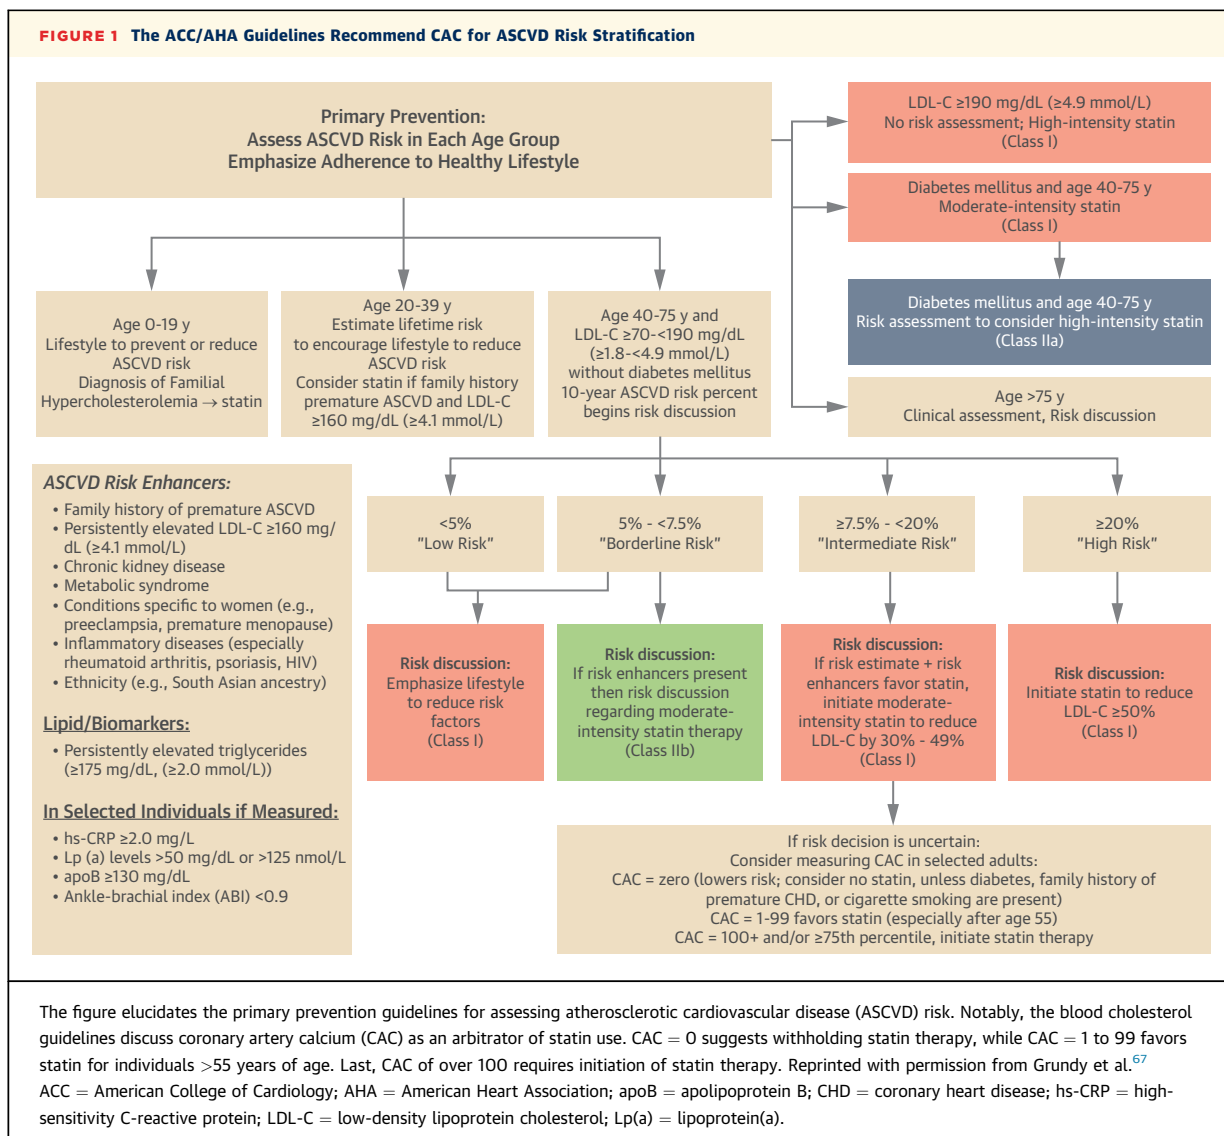 FIGURE 1 The ACC/AHA Guidelines Recommend CAC for ASCVD Risk Stratification
Primary Prevention:
Assess ASCVD Risk in Each Age Group
Emphasize Adherence to Healthy Lifestyle
LDL-C ≥190 mg/dL (≥4.9 mmol/L)
No risk assessment; High-intensity statin
(Class I)
Diabetes mellitus and age 40-75 y
Moderate-intensity statin
(Class I)
Diabetes mellitus and age 40-75 y
Risk assessment to consider high-intensity statin
(Class IIa)
Age >75 y
Clinical assessment, Risk discussion
Age 0-19 y
Lifestyle to prevent or reduce
ASCVD risk
Diagnosis of Familial
Hypercholesterolemia → statin
Age 20-39 y
Estimate lifetime risk
to encourage lifestyle to reduce
ASCVD risk
Consider statin if family history
premature ASCVD and LDL-C
≥160 mg/dL (≥4.1 mmol/L)
Age 40-75 y and
LDL-C ≥70-<190 mg/dL
(≥1.8-<4.9 mmol/L)
without diabetes mellitus
10-year ASCVD risk percent
begins risk discussion
<5%
"Low Risk"
5% - <7.5%
"Borderline Risk"
≥7.5% - <20%
"Intermediate Risk"
≥20%
"High Risk"
Risk discussion:
Emphasize lifestyle
to reduce risk
factors
(Class I)
Risk discussion:
If risk enhancers present
then risk discussion
regarding moderate-
intensity statin therapy
(Class IIb)
Risk discussion:
If risk estimate + risk
enhancers favor statin,
initiate moderate-
intensity statin to reduce
LDL-C by 30% - 49%
(Class I)
Risk discussion:
Initiate statin to reduce
LDL-C ≥50%
(Class I)
If risk decision is uncertain:
Consider measuring CAC in selected adults:
CAC = zero (lowers risk; consider no statin, unless diabetes, family history of
premature CHD, or cigarette smoking are present)
CAC = 1-99 favors statin (especially after age 55)
CAC = 100+ and/or ≥75th percentile, initiate statin therapy
ASCVD Risk Enhancers:
• Family history of premature ASCVD
• Persistently elevated LDL-C ≥160 mg/
dL (≥4.1 mmol/L)
• Chronic kidney disease
• Metabolic syndrome
• Conditions specific to women (e.g.,
preeclampsia, premature menopause)
• Inflammatory diseases (especially
rheumatoid arthritis, psoriasis, HIV)
• Ethnicity (e.g., South Asian ancestry)
Lipid/Biomarkers:
• Persistently elevated triglycerides
(≥175 mg/dL, (≥2.0 mmol/L))
In Selected Individuals if Measured:
• hs-CRP ≥2.0 mg/L
• Lp (a) levels >50 mg/dL or >125 nmol/L
• apoB ≥130 mg/dL
• Ankle-brachial index (ABI) <0.9
The figure elucidates the primary prevention guidelines for assessing atherosclerotic cardiovascular disease (ASCVD) risk. Notably, the blood cholesterol
guidelines discuss coronary artery calcium (CAC) as an arbitrator of statin use. CAC = 0 suggests withholding statin therapy, while CAC = 1 to 99 favors
statin for individuals >55 years of age. Last, CAC of over 100 requires initiation of statin therapy. Reprinted with permission from Grundy et al.67
ACC = American College of Cardiology; AHA = American Heart Association; apoB = apolipoprotein B; CHD = coronary heart disease; hs-CRP = high-
sensitivity C-reactive protein; LDL-C = low-density lipoprotein cholesterol; Lp(a) = lipoprotein(a).